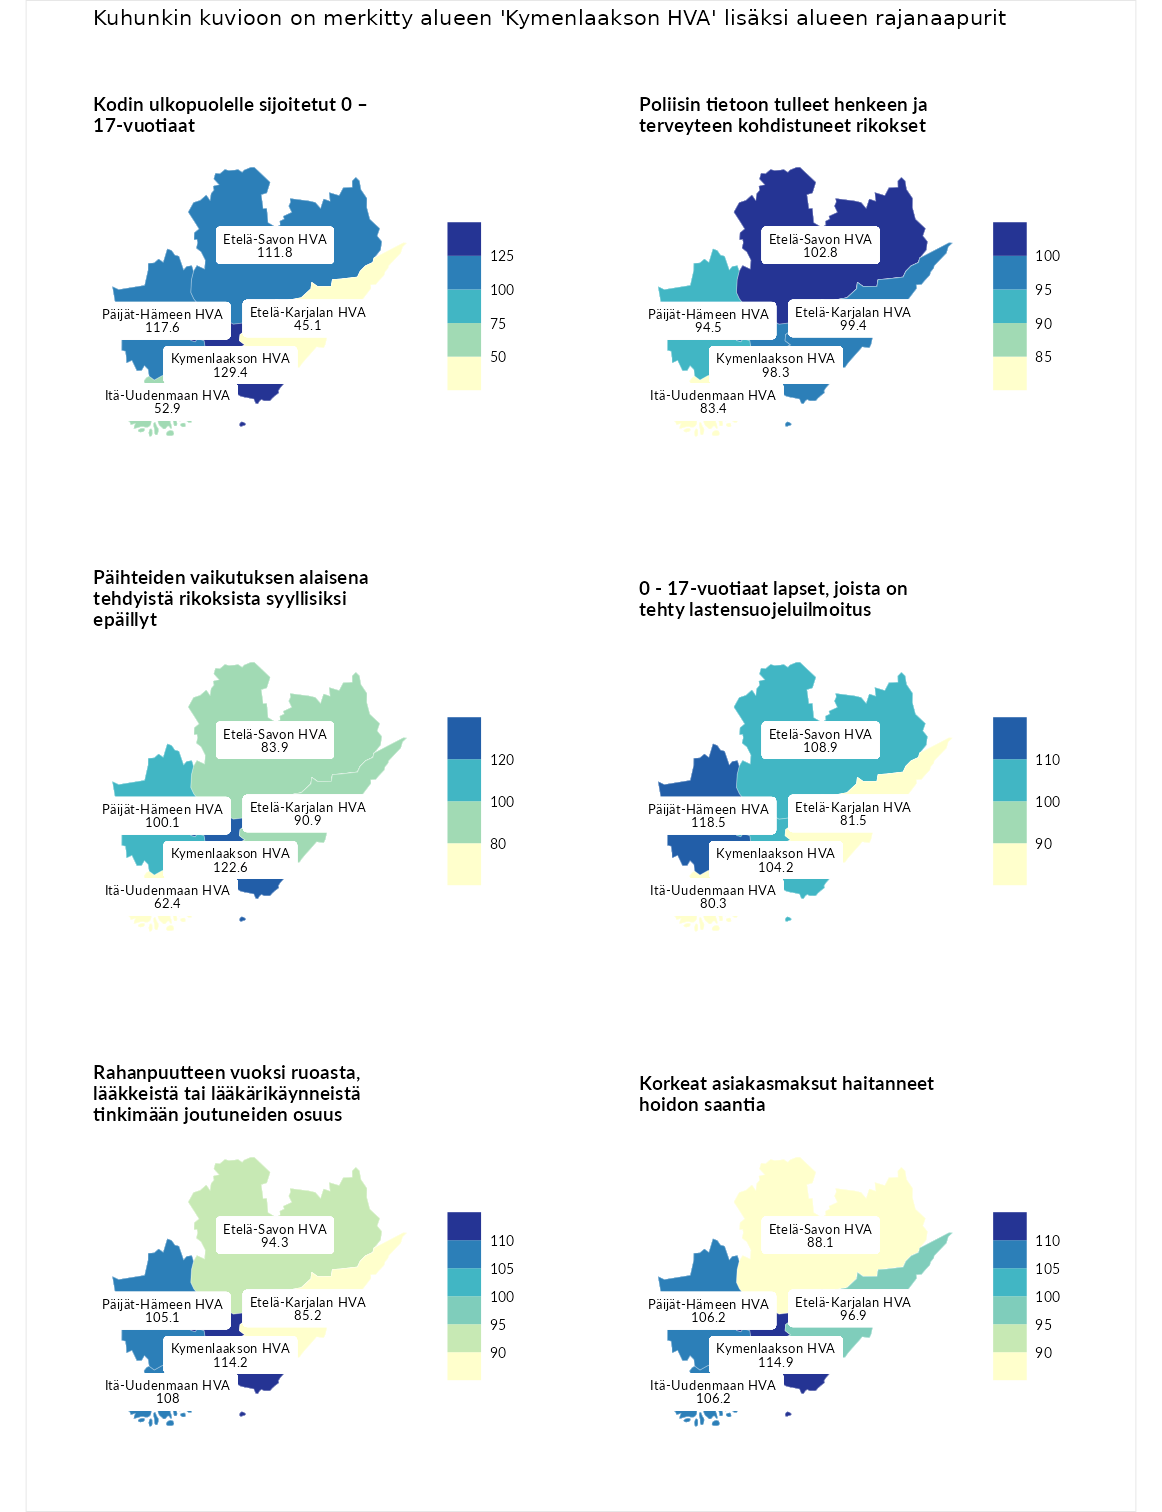 Kuhunkin kuvioon on merkitty alueen 'Kymenlaakson HVA' lisäksi alueen rajanaapurit
Kodin ulkopuolelle sijoitetut 0 –
17-vuotiaat
Etelä-Savon HVA
111.8
Päijät-Hämeen HVA
117.6
Etelä-Karjalan HVA
45.1
Kymenlaakson HVA
129.4
Itä-Uudenmaan HVA
52.9
125
100
75
50
Poliisin tietoon tulleet henkeen ja
terveyteen kohdistuneet rikokset
Etelä-Savon HVA
102.8
Päijät-Hämeen HVA
94.5
Etelä-Karjalan HVA
99.4
Kymenlaakson HVA
98.3
Itä-Uudenmaan HVA
83.4
100
95
90
85
Päihteiden vaikutuksen alaisena
tehdyistä rikoksista syyllisiksi
epäillyt
Etelä-Savon HVA
83.9
Päijät-Hämeen HVA
100.1
Etelä-Karjalan HVA
90.9
Kymenlaakson HVA
122.6
Itä-Uudenmaan HVA
62.4
120
100
80
0 - 17-vuotiaat lapset, joista on
tehty lastensuojeluilmoitus
Etelä-Savon HVA
108.9
Päijät-Hämeen HVA
118.5
Etelä-Karjalan HVA
81.5
Kymenlaakson HVA
104.2
Itä-Uudenmaan HVA
80.3
110
100
90
Rahanpuutteen vuoksi ruoasta,
lääkkeistä tai lääkärikäynneistä
tinkimään joutuneiden osuus
Etelä-Savon HVA
94.3
Päijät-Hämeen HVA
105.1
Etelä-Karjalan HVA
85.2
Kymenlaakson HVA
114.2
Itä-Uudenmaan HVA
108
110
105
100
95
90
Korkeat asiakasmaksut haitanneet
hoidon saantia
Etelä-Savon HVA
88.1
Päijät-Hämeen HVA
106.2
Etelä-Karjalan HVA
96.9
Kymenlaakson HVA
114.9
Itä-Uudenmaan HVA
106.2
110
105
100
95
90